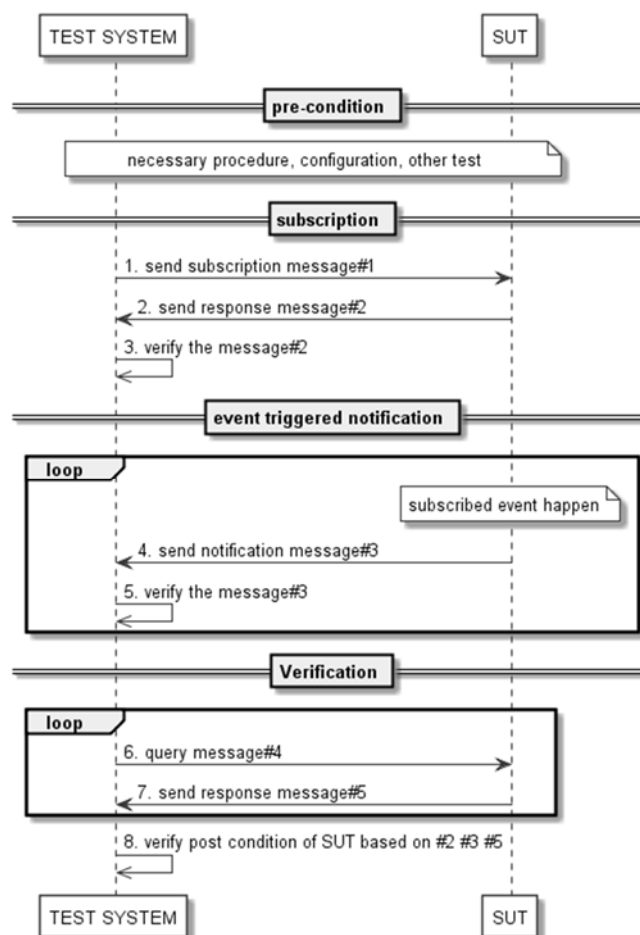 TEST SYSTEM SUT
pre-condition
necessary procedure, configuration, other test
subscription
1. send subscription message#1
2. send response message#2
3. verify the message#2
event triggered notification
loop
subscribed event happen
4. send notification message#3
5. verify the message#3
Verification
loop
6. query message#4
7. send response message#5
8. verify post condition of SUT based on #2 #3 #5
TEST SYSTEM SUT